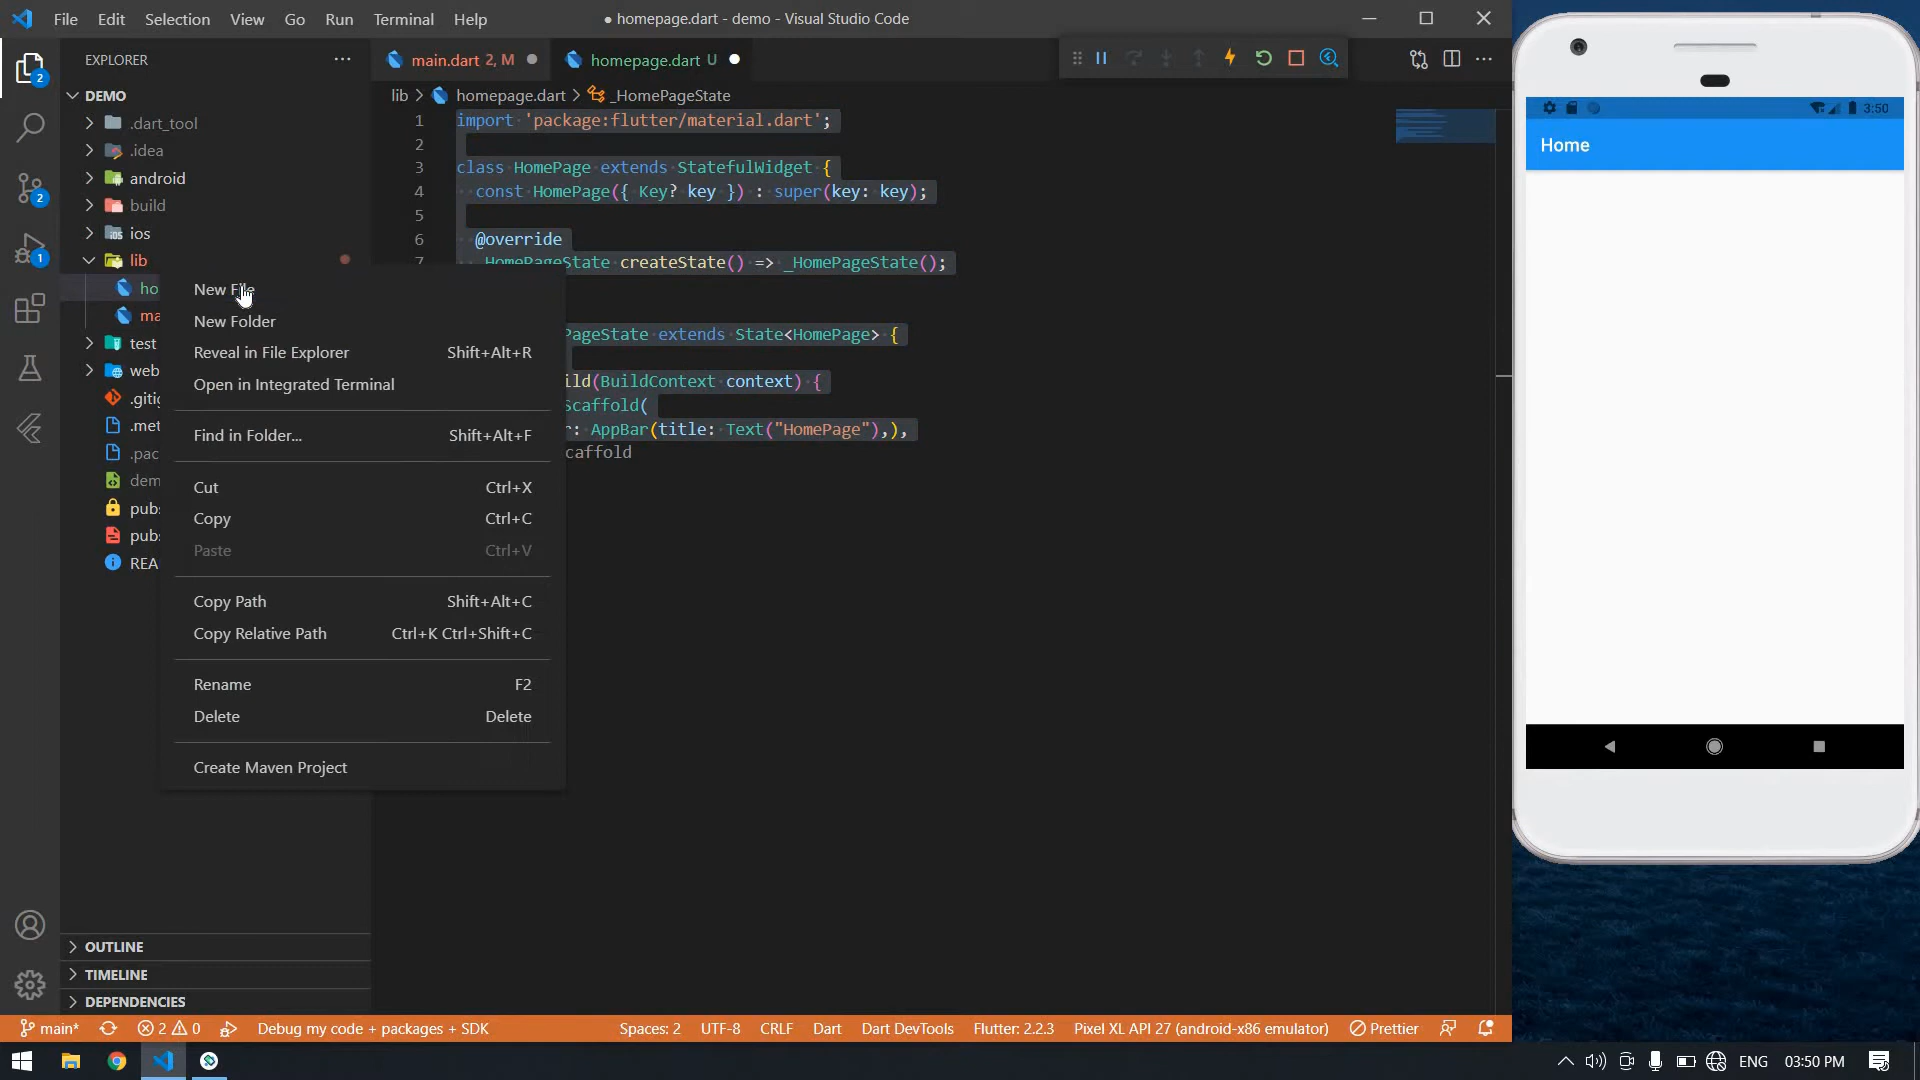 File Edit Selection View Go Run Terminal Help
● homepage.dart - demo - Visual Studio Code
EXPLORER
main.dart 2, M
homepage.dart U
DEMO
lib > homepage.dart > _HomePageState
.dart_tool
.idea
android
build
ios
lib
ho
ma
test
web
.gitig
.met
.pac
dem
pubs
pubs
REA
1 import 'package:flutter/material.dart';
2
3 class HomePage extends StatefulWidget {
4 const HomePage({ Key? key }) : super(key: key);
5
6 @override
7 _HomePageState createState() => _HomePageState();
PageState extends State<HomePage> {
ild(BuildContext context) {
Scaffold(
r: AppBar(title: Text("HomePage"),),
caffold
New File
New Folder
Reveal in File Explorer Shift+Alt+R
Open in Integrated Terminal
Find in Folder... Shift+Alt+F
Cut Ctrl+X
Copy Ctrl+C
Paste Ctrl+V
Copy Path Shift+Alt+C
Copy Relative Path Ctrl+K Ctrl+Shift+C
Rename F2
Delete Delete
Create Maven Project
OUTLINE
TIMELINE
DEPENDENCIES
2
2
1
3:50
Home
main* 2 0 Debug my code + packages + SDK Spaces: 2 UTF-8 CRLF Dart Dart DevTools Flutter: 2.2.3 Pixel XL API 27 (android-x86 emulator) Prettier
ENG 03:50 PM